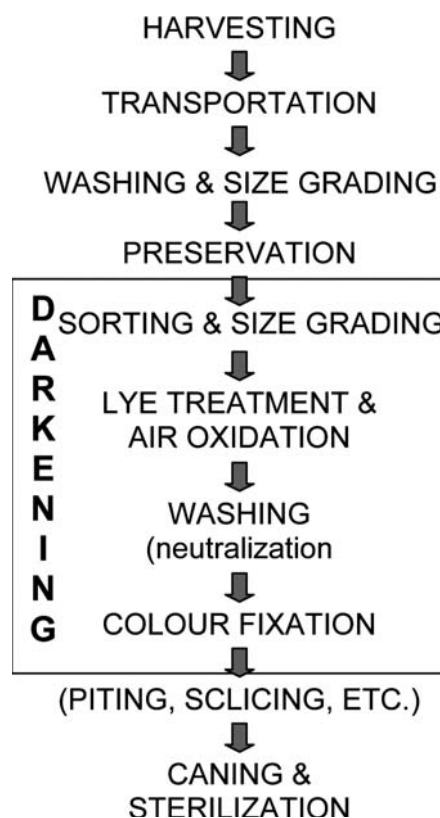 HARVESTING
TRANSPORTATION
WASHING & SIZE GRADING
PRESERVATION
DARKENING
SORTING & SIZE GRADING
LYE TREATMENT &
AIR OXIDATION
WASHING
(neutralization
COLOUR FIXATION
(PITING, SCLICING, ETC.)
CANING &
STERILIZATION